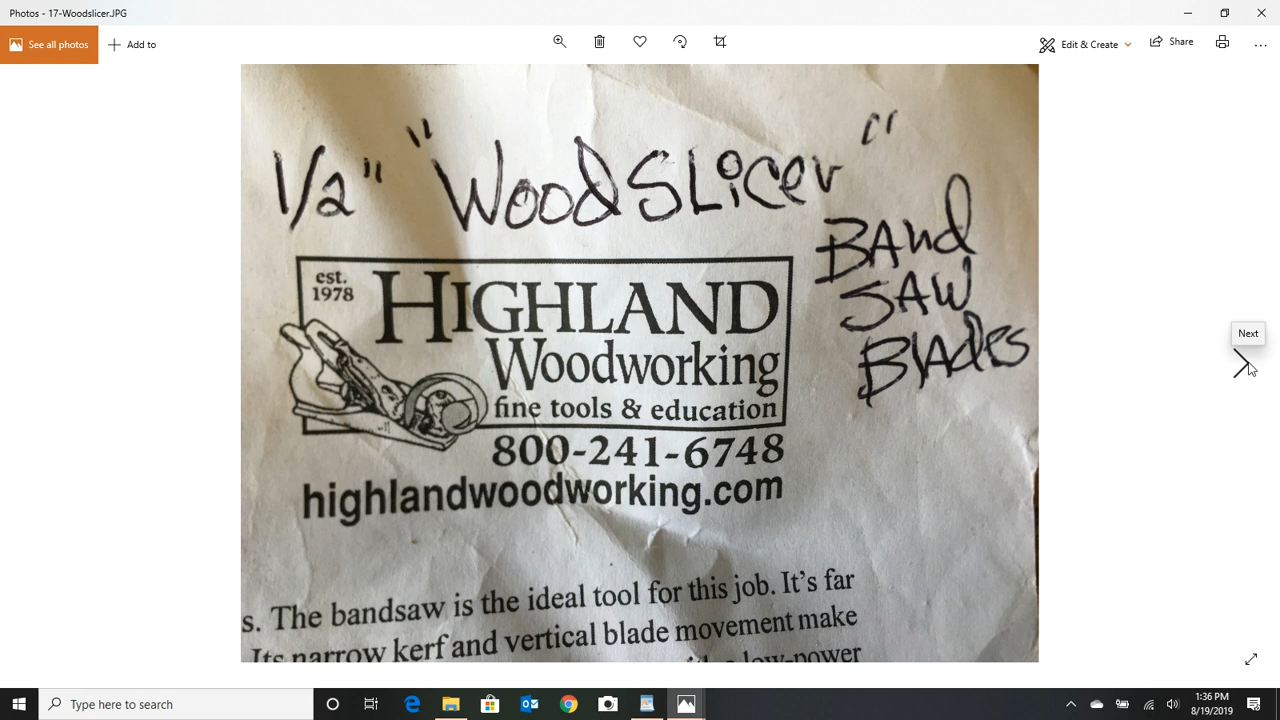 Photos - 17-Woodslicer.JPG
See all photos
Add to
Edit & Create
Share
1/2" "WoodSLicer"
BAnd
SAW
BLAdes
est.
1978
HIGHLAND
Woodworking
fine tools & education
800-241-6748
highlandwoodworking.com
s. The bandsaw is the ideal tool for this job. It's far
Its narrow kerf and vertical blade movement make
low-power
Next
Type here to search
1:36 PM
8/19/2019